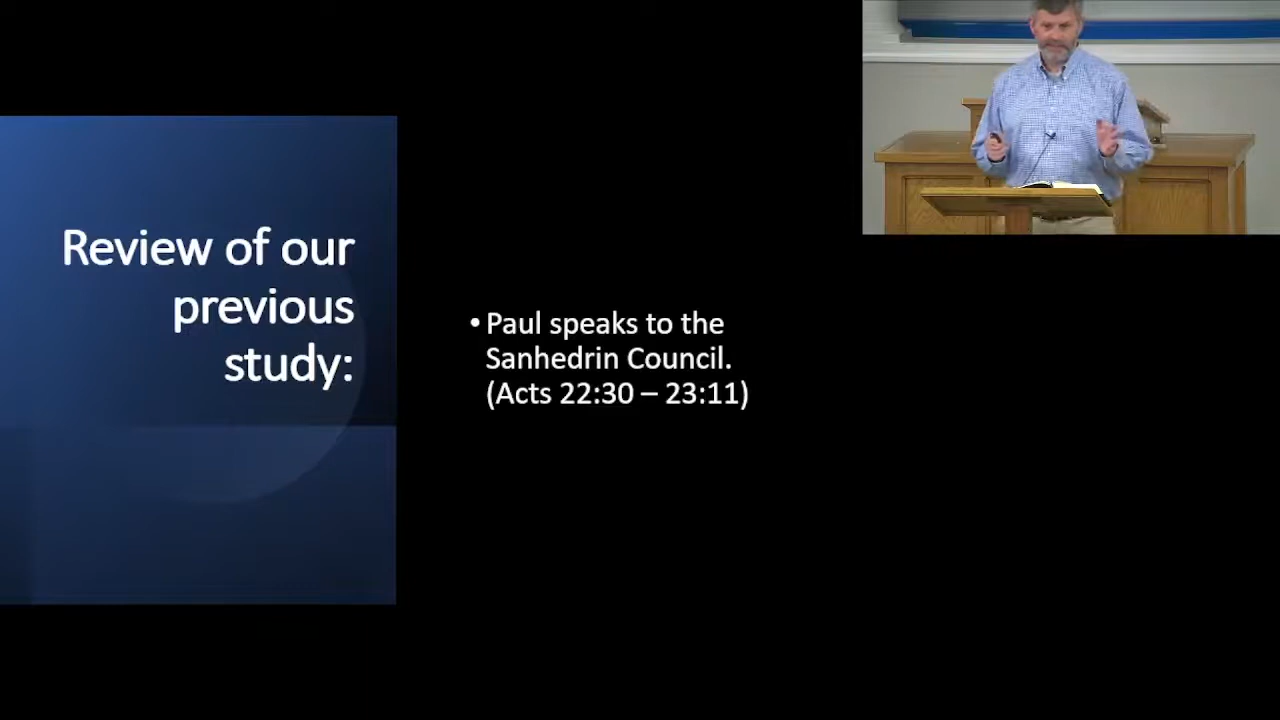 Review of our
previous
study:
• Paul speaks to the
Sanhedrin Council.
(Acts 22:30 – 23:11)